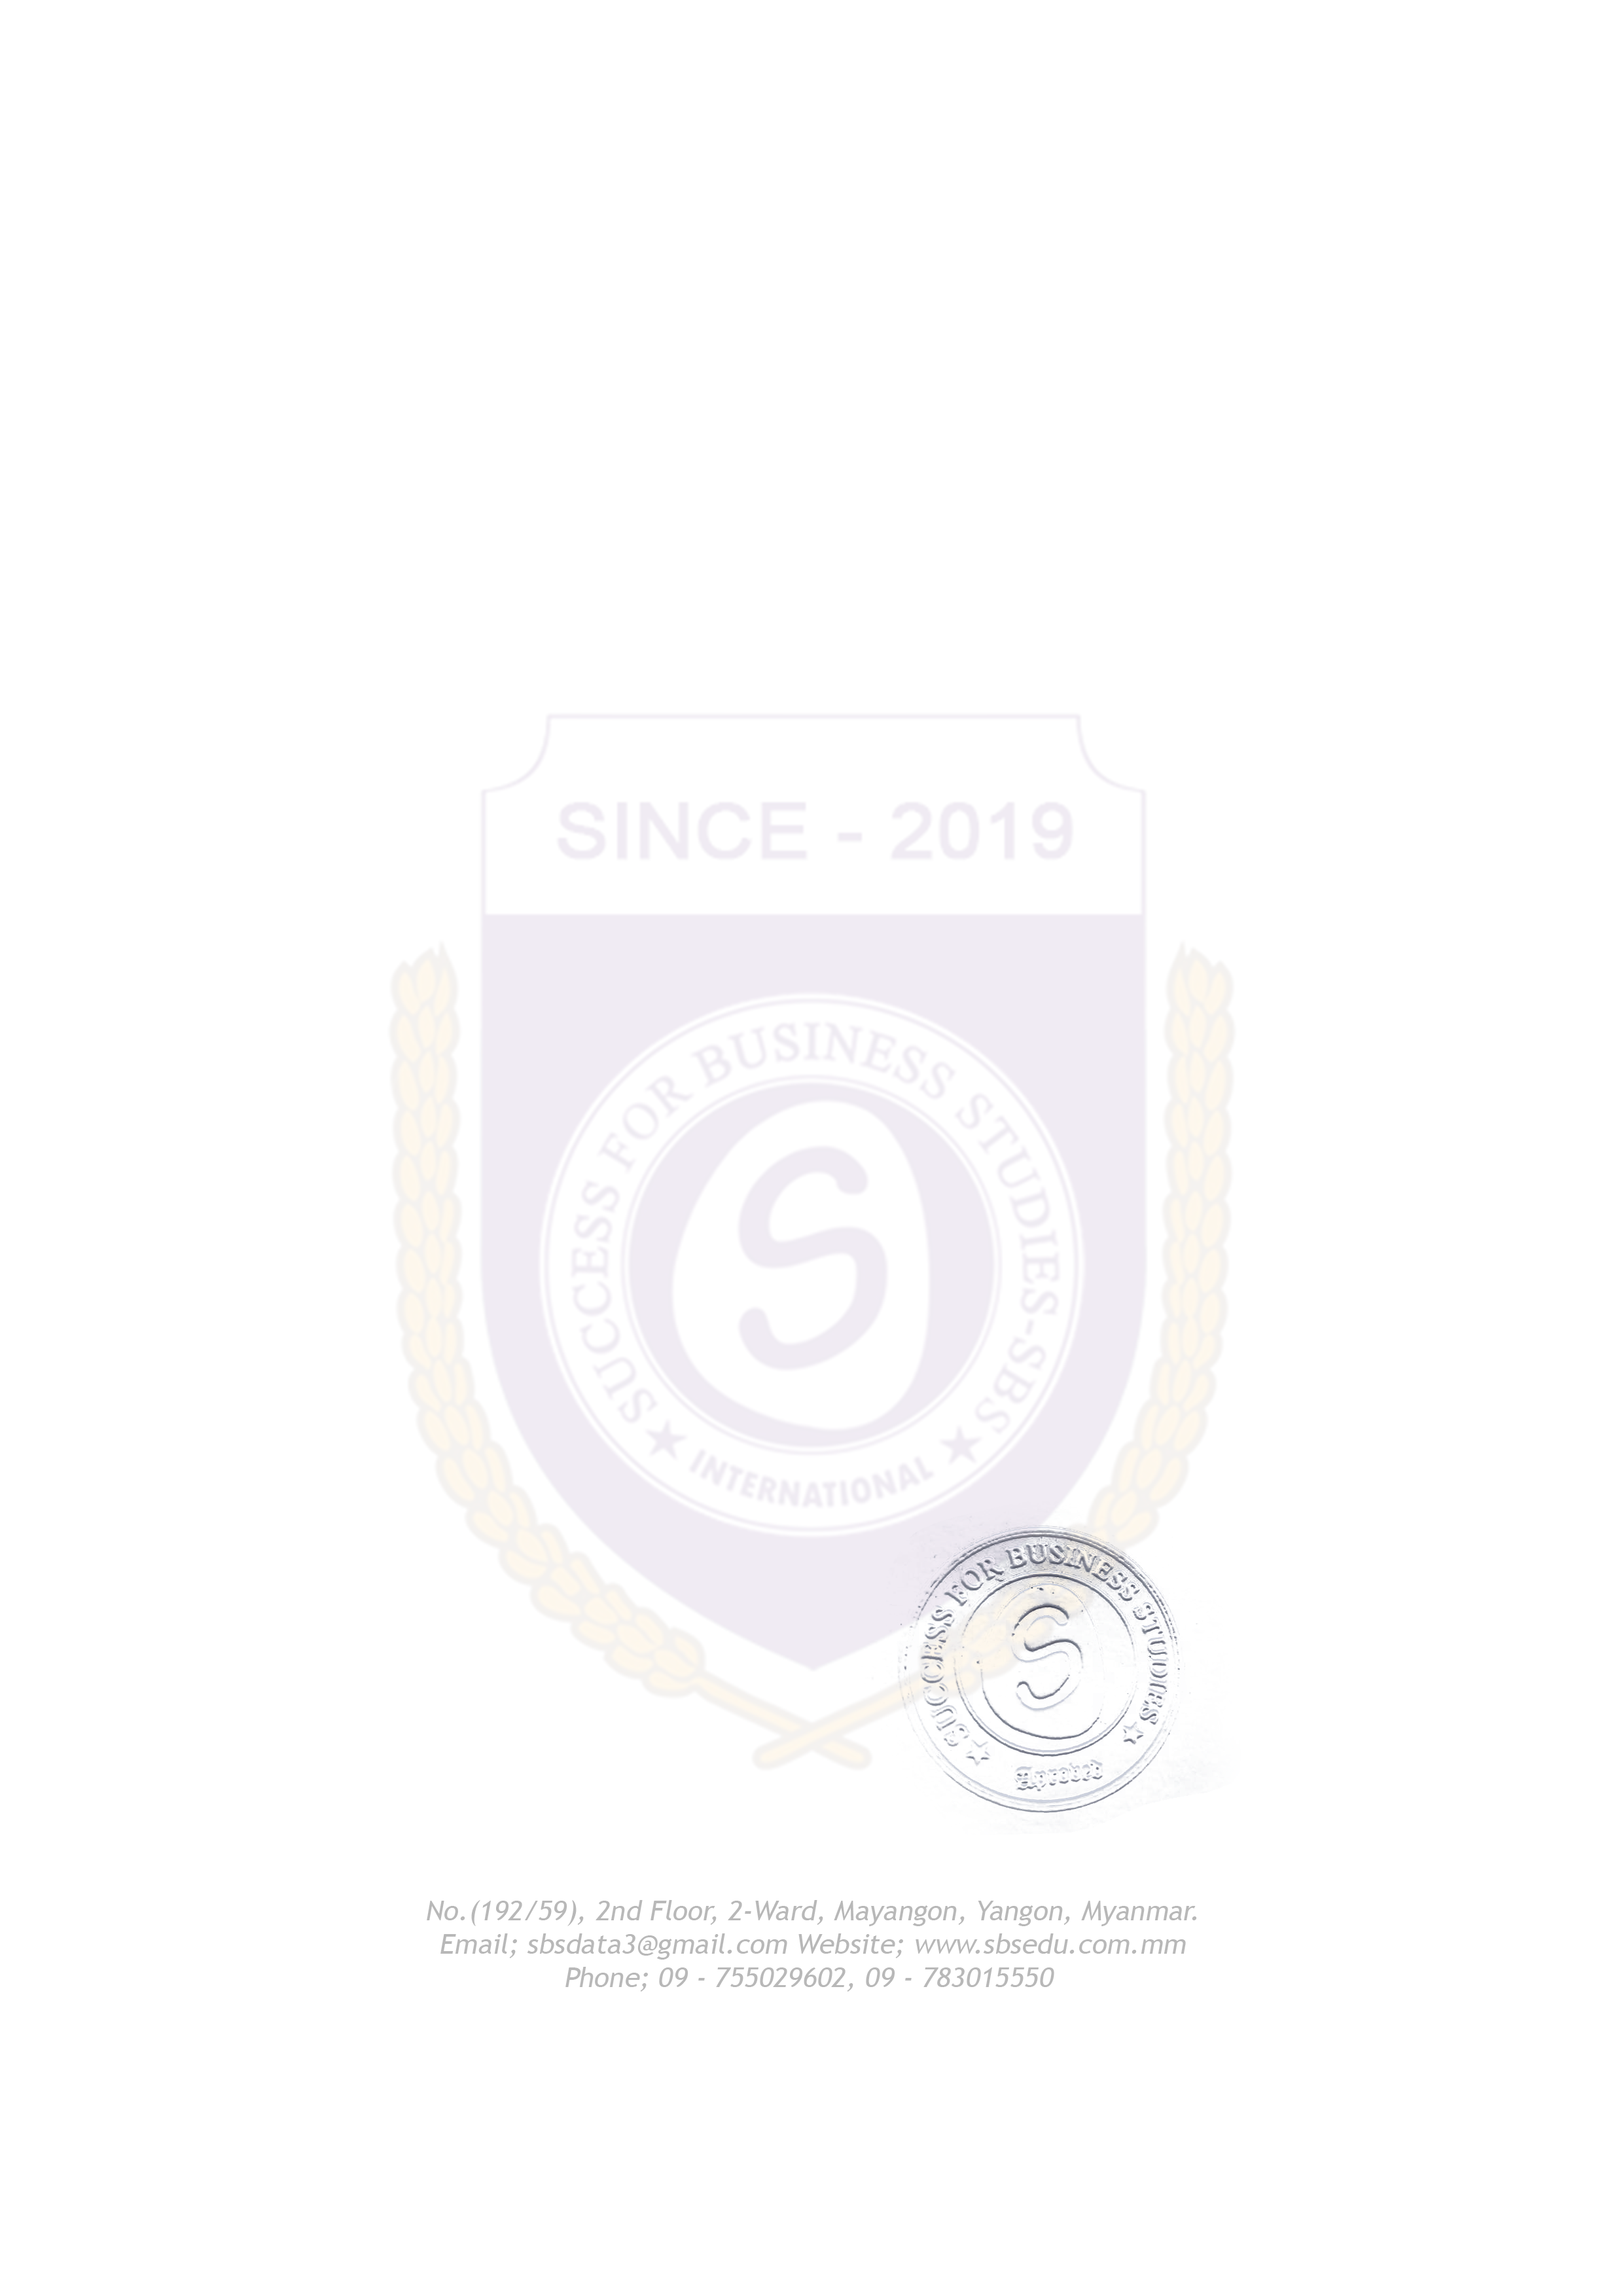 SINCE - 2019
SUCCESS FOR BUSINESS STUDIES-SBS
S
★ INTERNATIONAL ★
SUCCESS FOR BUSINESS STUDIES
S
Aproved
No.(192/59), 2nd Floor, 2-Ward, Mayangon, Yangon, Myanmar.
Email; sbsdata3@gmail.com Website; www.sbsedu.com.mm
Phone; 09 - 755029602, 09 - 783015550